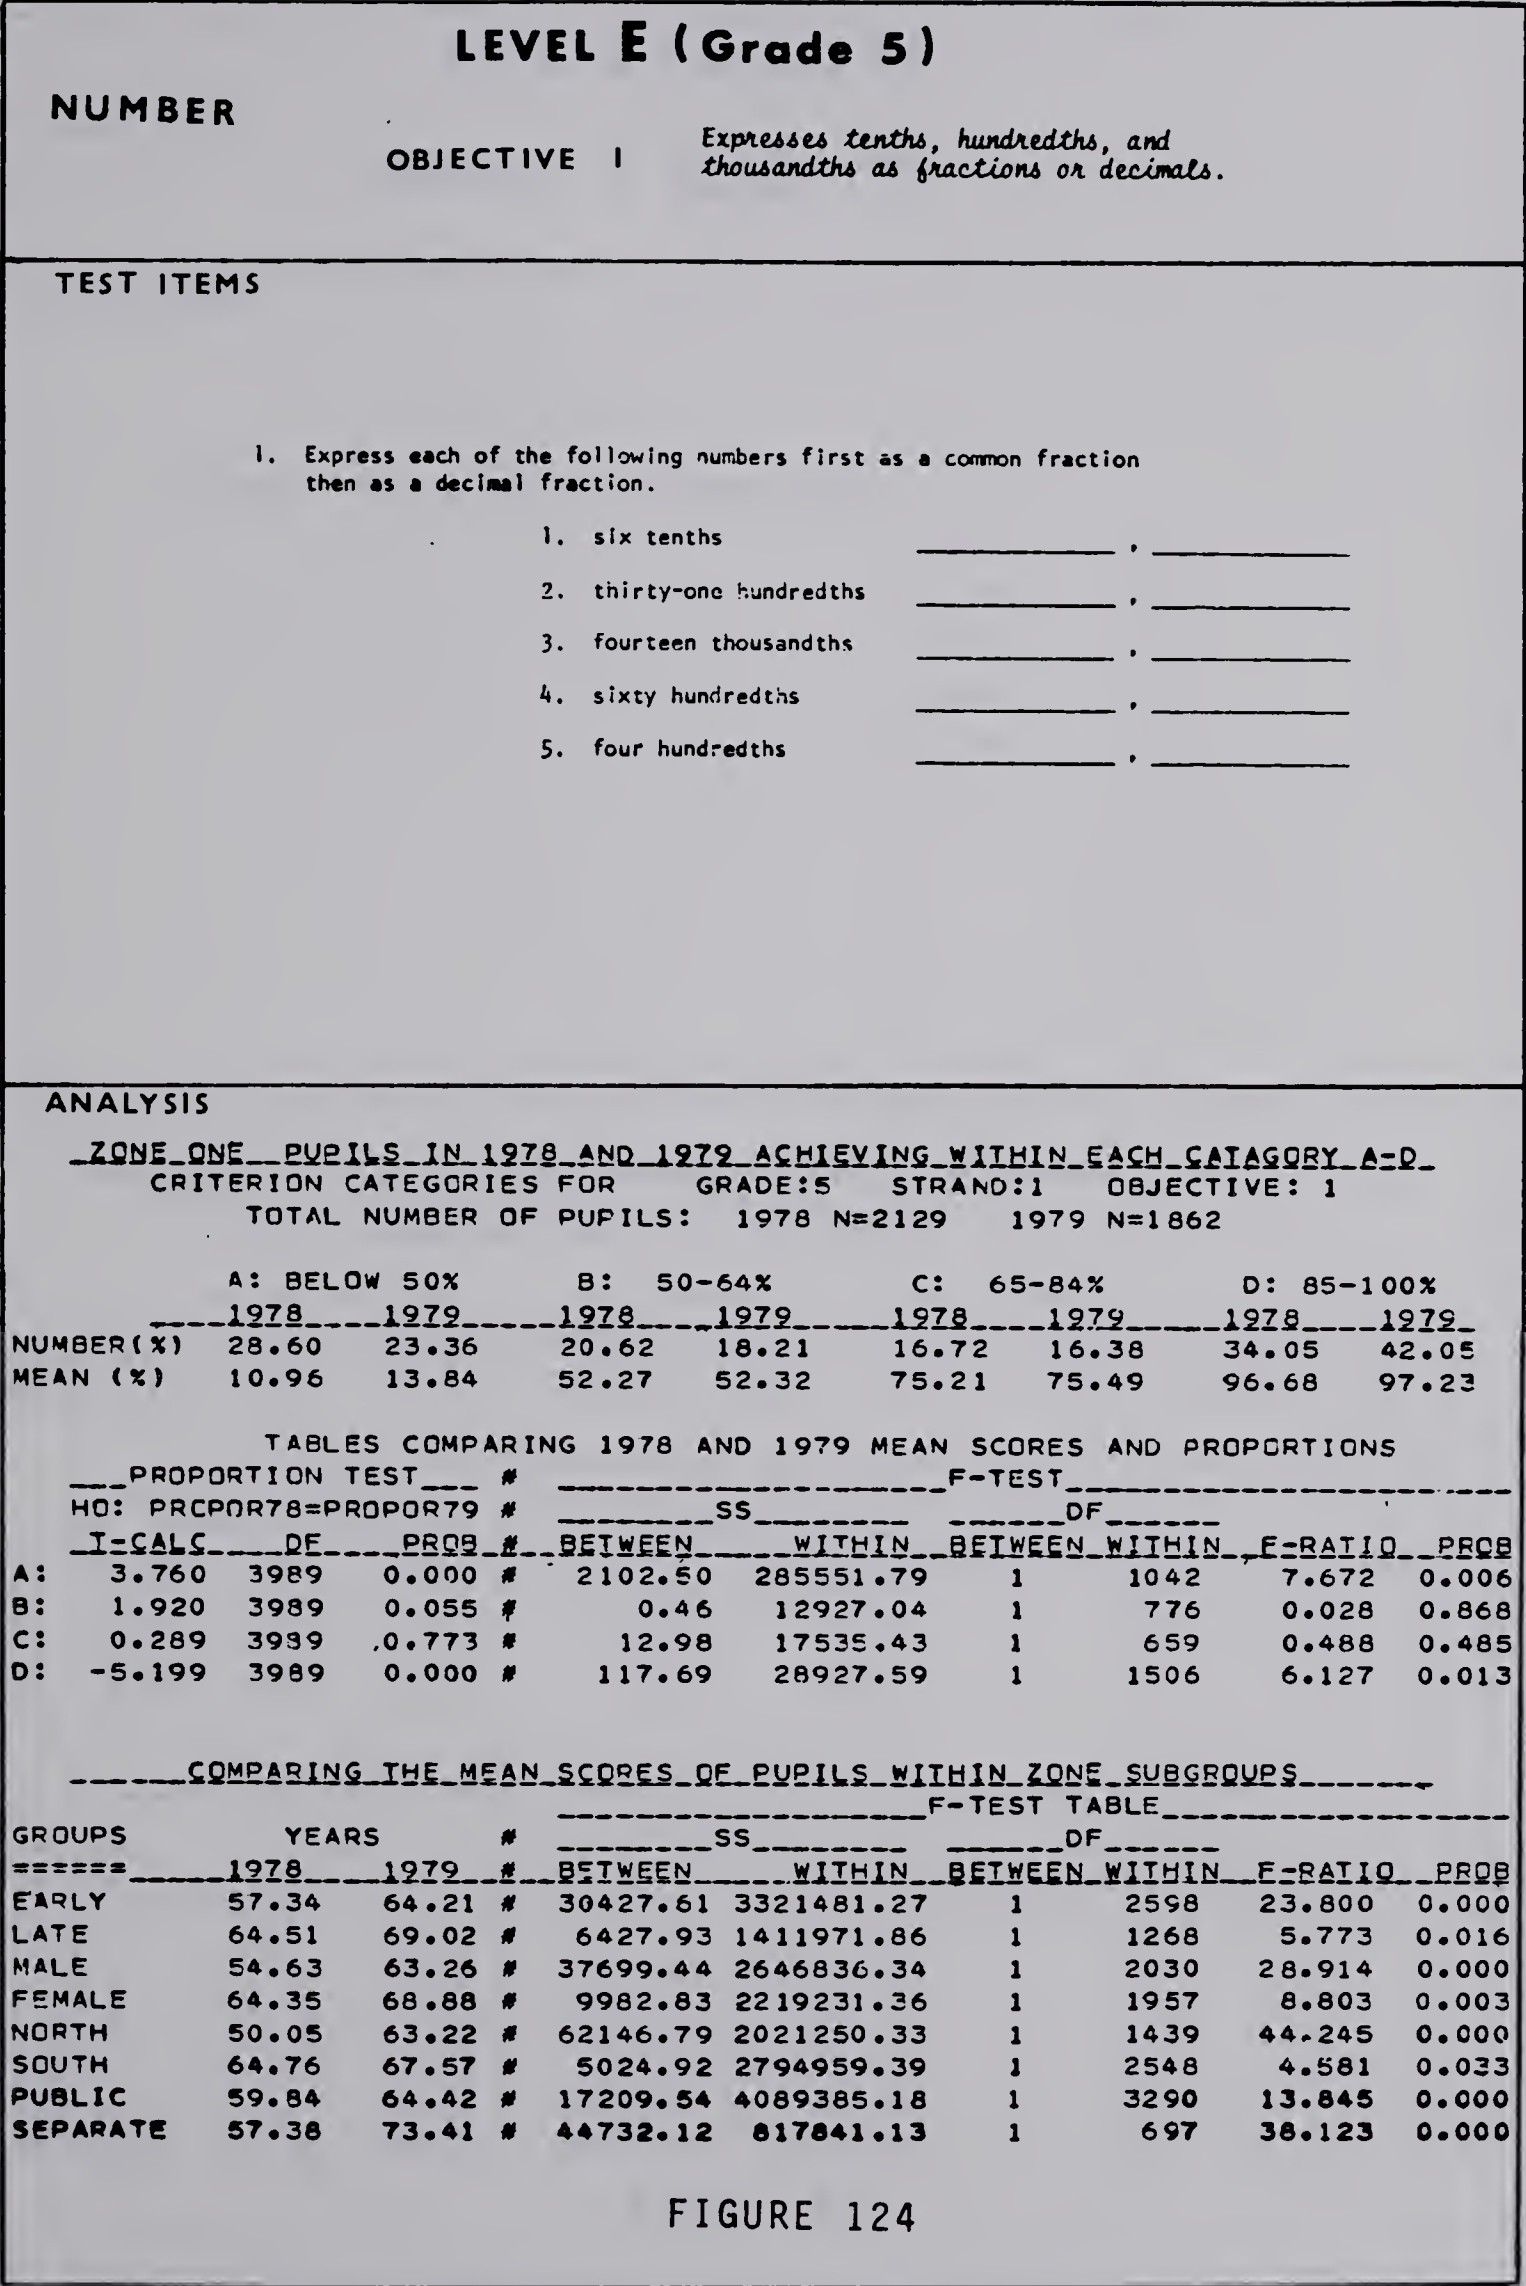 LEVEL E (Grade 5)
NUMBER
OBJECTIVE 1 Expresses tenths, hundredths, and
thousandths as fractions or decimals.
TEST ITEMS
1. Express each of the following numbers first as a common fraction
then as a decimal fraction.
1. six tenths ,
2. thirty-one hundredths ,
3. fourteen thousandths ,
4. sixty hundredths ,
5. four hundredths ,
ANALYSIS
ZONE ONE PUPILS IN 1978 AND 1979 ACHIEVING WITHIN EACH CATAGORY A-D
CRITERION CATEGORIES FOR GRADE:5 STRAND:1 OBJECTIVE: 1
TOTAL NUMBER OF PUPILS: 1978 N=2129 1979 N=1862
A: BELOW 50% B: 50-64% C: 65-84% D: 85-100%
1978 1979 1978 1979 1978 1979 1978 1979
NUMBER(%) 28.60 23.36 20.62 18.21 16.72 16.38 34.05 42.05
MEAN (%) 10.96 13.84 52.27 52.32 75.21 75.49 96.68 97.23
TABLES COMPARING 1978 AND 1979 MEAN SCORES AND PROPORTIONS
PROPORTION TEST # F-TEST
HO: PROPOR78=PROPOR79 # SS DF
T-CALC DF PROB # BETWEEN WITHIN BETWEEN WITHIN F-RATIO PROB
A: 3.760 3989 0.000 # 2102.50 285551.79 1 1042 7.672 0.006
B: 1.920 3989 0.055 # 0.46 12927.04 1 776 0.028 0.868
C: 0.289 3989 0.773 # 12.98 17535.43 1 659 0.488 0.485
D: -5.199 3989 0.000 # 117.69 28927.59 1 1506 6.127 0.013
COMPARING THE MEAN SCORES OF PUPILS WITHIN ZONE SUBGROUPS
F-TEST TABLE
GROUPS YEARS # SS DF
====== 1978 1979 # BETWEEN WITHIN BETWEEN WITHIN F-RATIO PROB
EARLY 57.34 64.21 # 30427.61 3321481.27 1 2598 23.800 0.000
LATE 64.51 69.02 # 6427.93 1411971.86 1 1268 5.773 0.016
MALE 54.63 63.26 # 37699.44 2646836.34 1 2030 28.914 0.000
FEMALE 64.35 68.88 # 9982.83 2219231.36 1 1957 8.803 0.003
NORTH 50.05 63.22 # 62146.79 2021250.33 1 1439 44.245 0.000
SOUTH 64.76 67.57 # 5024.92 2794959.39 1 2548 4.581 0.033
PUBLIC 59.84 64.42 # 17209.54 4089385.18 1 3290 13.845 0.000
SEPARATE 57.38 73.41 # 44732.12 817841.13 1 697 38.123 0.000
FIGURE 124